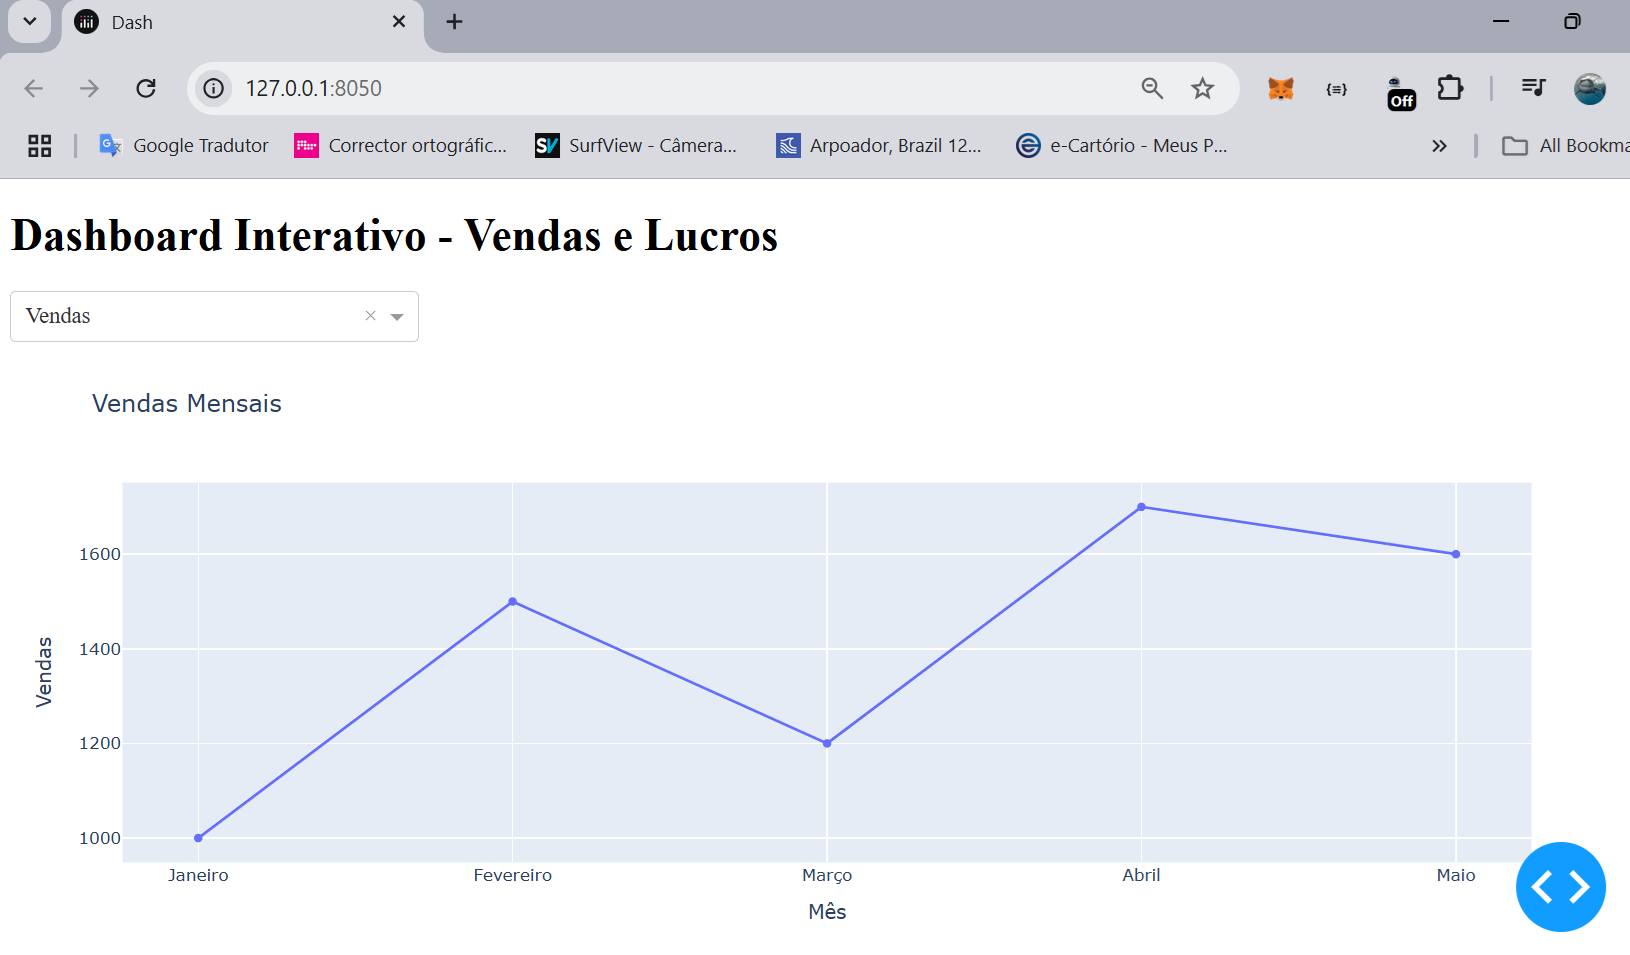 Dash
127.0.0.1:8050
Off
Google Tradutor
Corrector ortográfic...
SurfView - Câmera...
Arpoador, Brazil 12...
e-Cartório - Meus P...
All Bookma
Dashboard Interativo - Vendas e Lucros
Vendas
Vendas Mensais
1600
1400
1200
1000
Vendas
Janeiro
Fevereiro
Março
Abril
Maio
Mês